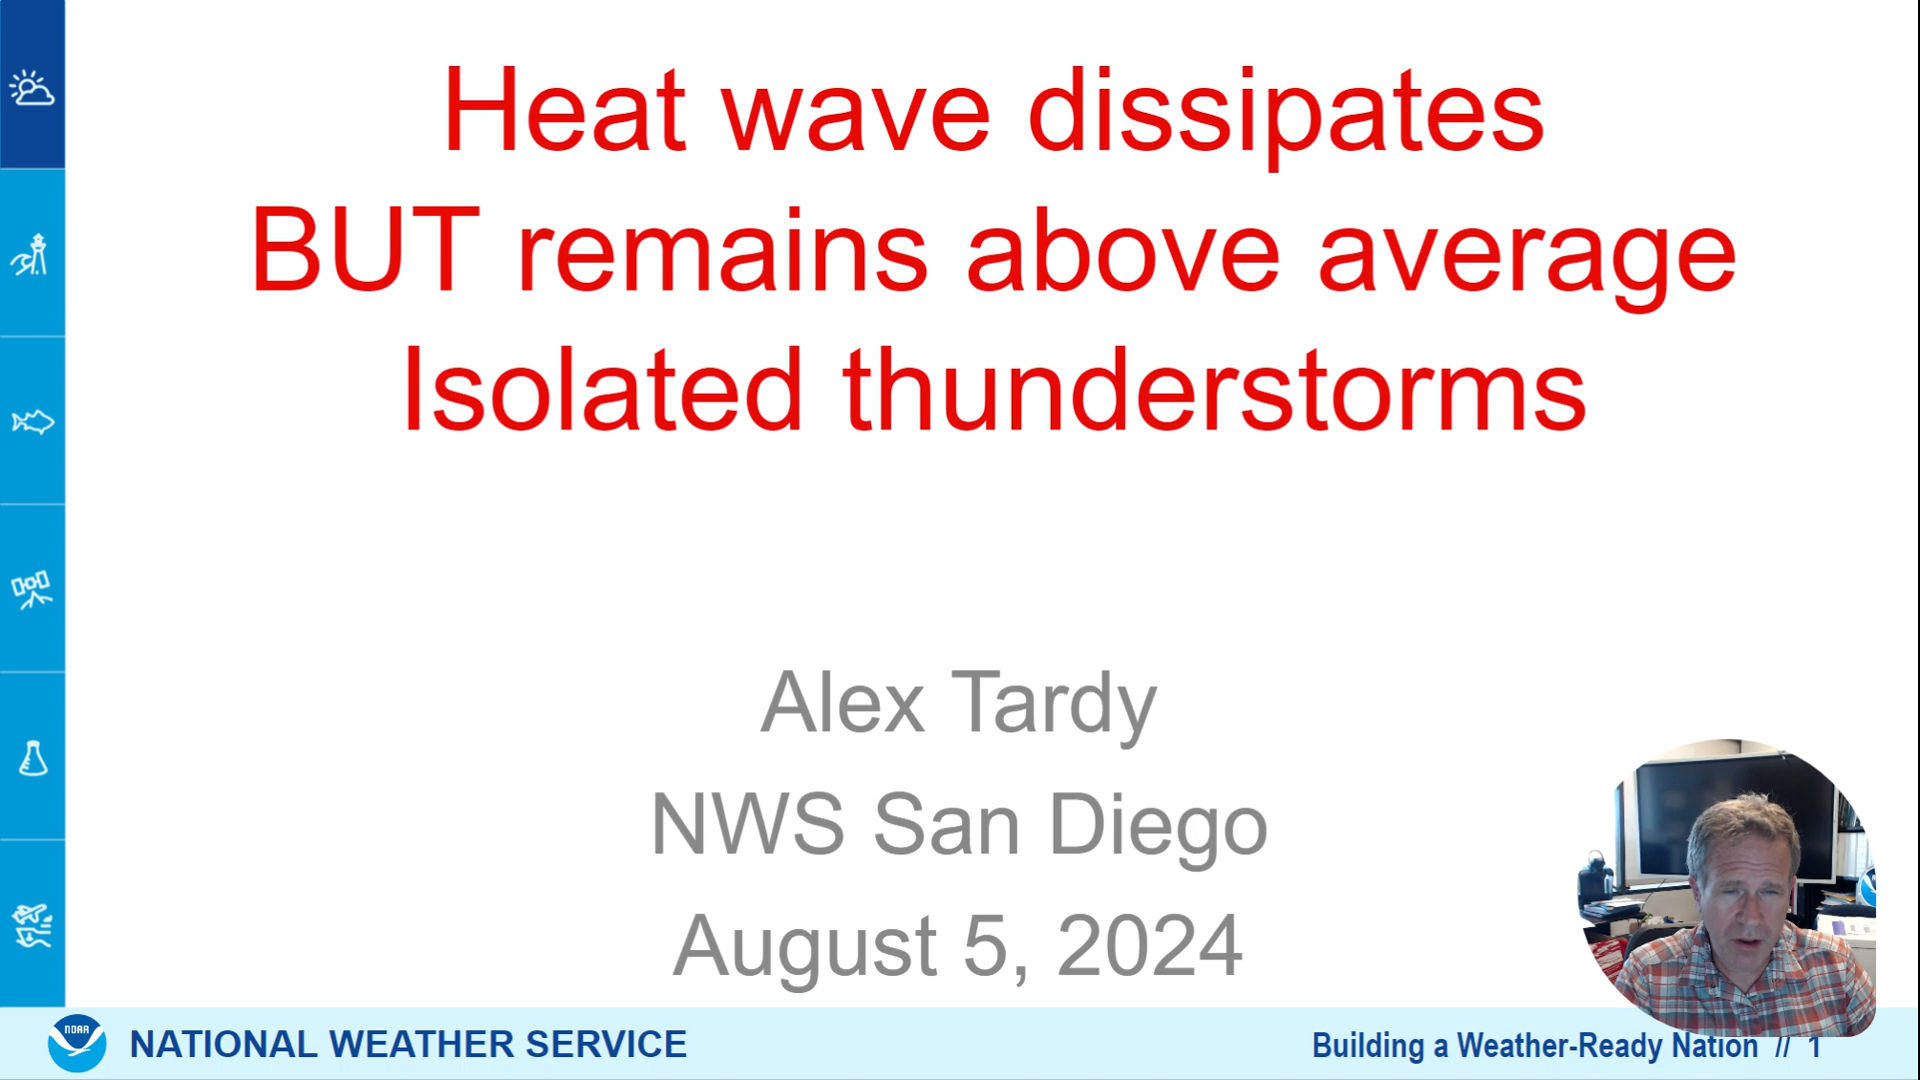 Heat wave dissipates
BUT remains above average
Isolated thunderstorms
Alex Tardy
NWS San Diego
August 5, 2024
NOAA
NATIONAL WEATHER SERVICE
Building a Weather-Ready Nation // 1